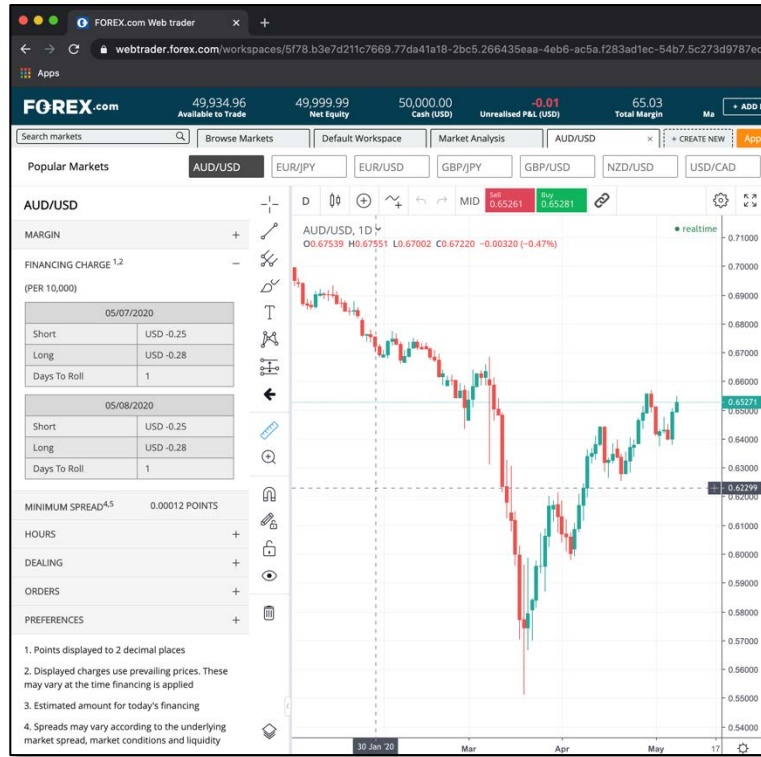 FOREX.com Web trader
webtrader.forex.com/workspaces/5f78.b3e7d211c7669.77da41a18-2bc5.266435eaa-4eb6-ac5a.f283ad1ec-54b7.5c273d9787ed
Apps
FOREX.com
49,934.96 49,999.99 50,000.00 -0.01 65.03
Available to Trade Net Equity Cash (USD) Unrealised P&L (USD) Total Margin Ma + ADD
Search markets Browse Markets Default Workspace Market Analysis AUD/USD × + CREATE NEW App
Popular Markets AUD/USD EUR/JPY EUR/USD GBP/JPY GBP/USD NZD/USD USD/CAD
AUD/USD
D MID Sell 0.65261 Buy 0.65281
MARGIN +
FINANCING CHARGE 1,2 −
(PER 10,000)
05/07/2020
Short USD -0.25
Long USD -0.28
Days To Roll 1
05/08/2020
Short USD -0.25
Long USD -0.28
Days To Roll 1
MINIMUM SPREAD4,5 0.00012 POINTS
HOURS +
DEALING +
ORDERS +
PREFERENCES +
1. Points displayed to 2 decimal places
2. Displayed charges use prevailing prices. These
may vary at the time financing is applied
3. Estimated amount for today's financing
4. Spreads may vary according to the underlying
market spread, market conditions and liquidity
AUD/USD, 1D
O0.67539 H0.67551 L0.67002 C0.67220 −0.00320 (−0.47%)
realtime
0.71000
0.70000
0.69000
0.68000
0.67000
0.66000
0.65271
0.65000
0.64000
0.63000
0.62299
0.62000
0.61000
0.60000
0.59000
0.58000
0.57000
0.56000
0.55000
0.54000
30 Jan '20 Mar Apr May 17